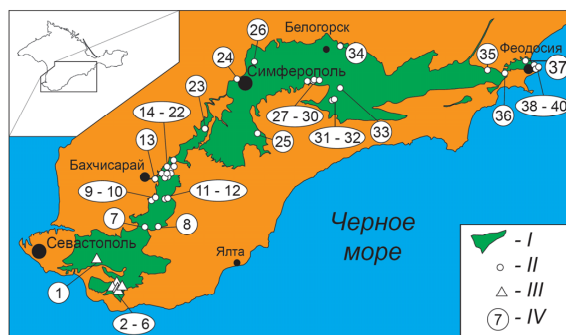 Белогорск
26
34
24
Симферополь
35
Феодосия
37
23
14 - 22
27 - 30
38 - 40
13
31 - 32
33
36
25
Бахчисарай
9 - 10
11 - 12
7
8
Черное
море
Севастополь
Ялта
1
2 - 6
- I
- II
- III
7 - IV